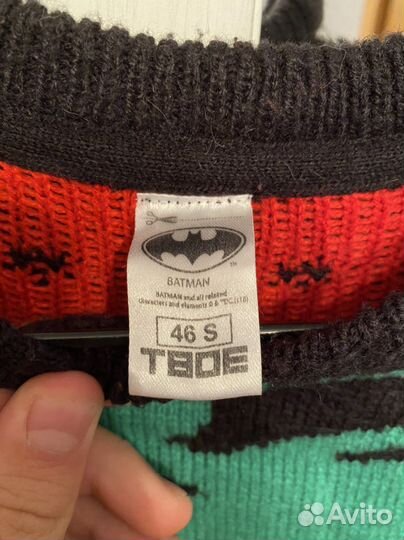 BATMAN
BATMAN and all related
characters and elements © & ™DC.(s18)
46 S
ТВОЕ
Avito